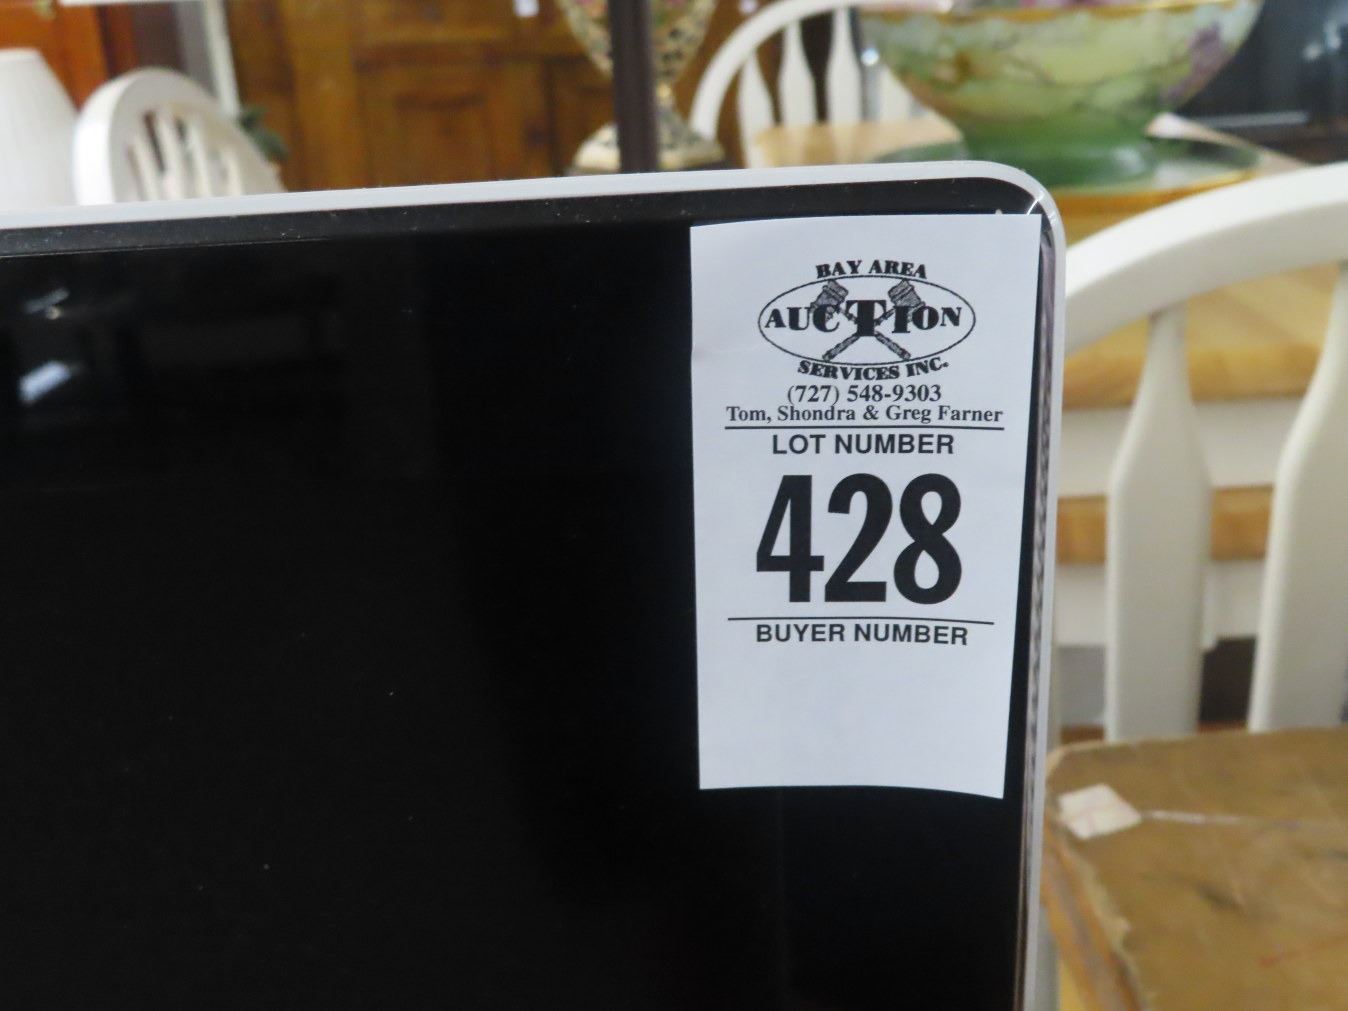 BAY AREA
AUCTION
SERVICES INC.
(727) 548-9303
Tom, Shondra & Greg Farner
LOT NUMBER
428
BUYER NUMBER